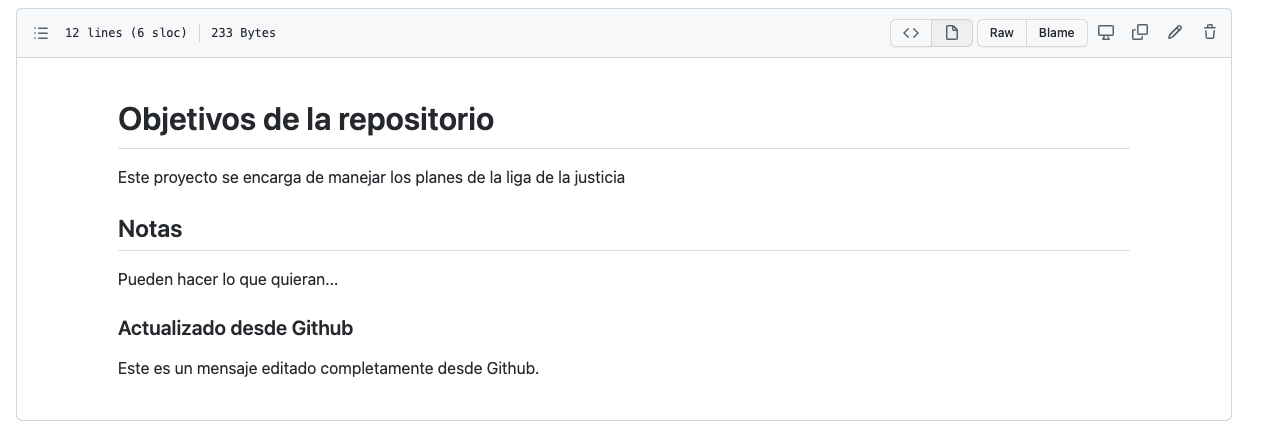 12 lines (6 sloc) 233 Bytes Raw Blame
Objetivos de la repositorio
Este proyecto se encarga de manejar los planes de la liga de la justicia
Notas
Pueden hacer lo que quieran...
Actualizado desde Github
Este es un mensaje editado completamente desde Github.